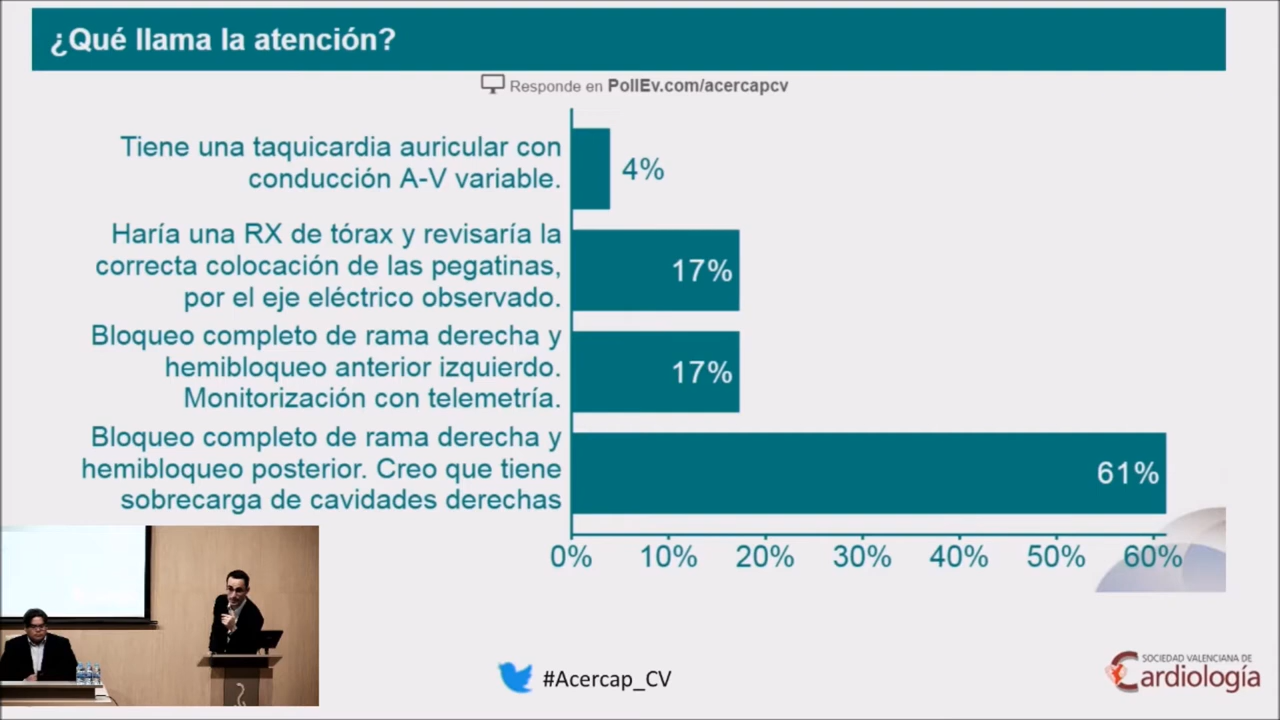 ¿Qué llama la atención?
Responde en PollEv.com/acercapcv
Tiene una taquicardia auricular con
conducción A-V variable.
4%
Haría una RX de tórax y revisaría la
correcta colocación de las pegatinas,
por el eje eléctrico observado.
17%
Bloqueo completo de rama derecha y
hemibloqueo anterior izquierdo.
Monitorización con telemetría.
17%
Bloqueo completo de rama derecha y
hemibloqueo posterior. Creo que tiene
sobrecarga de cavidades derechas
61%
0% 10% 20% 30% 40% 50% 60%
#Acercap_CV
SOCIEDAD VALENCIANA DE
Cardiología